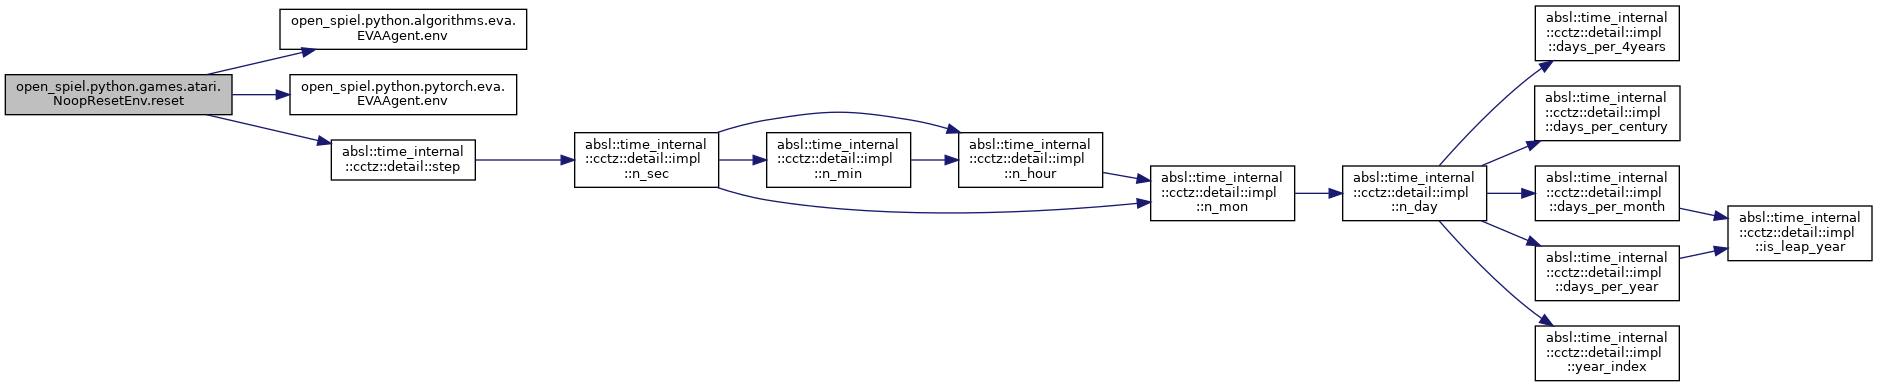 open_spiel.python.games.atari.
NoopResetEnv.reset
open_spiel.python.algorithms.eva.
EVAAgent.env
open_spiel.python.pytorch.eva.
EVAAgent.env
absl::time_internal
::cctz::detail::step
absl::time_internal
::cctz::detail::impl
::n_sec
absl::time_internal
::cctz::detail::impl
::n_min
absl::time_internal
::cctz::detail::impl
::n_hour
absl::time_internal
::cctz::detail::impl
::n_mon
absl::time_internal
::cctz::detail::impl
::n_day
absl::time_internal
::cctz::detail::impl
::days_per_4years
absl::time_internal
::cctz::detail::impl
::days_per_century
absl::time_internal
::cctz::detail::impl
::days_per_month
absl::time_internal
::cctz::detail::impl
::days_per_year
absl::time_internal
::cctz::detail::impl
::year_index
absl::time_internal
::cctz::detail::impl
::is_leap_year